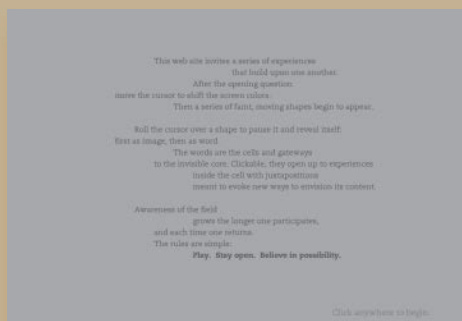 This web site invites a series of experiences
that build upon one another.
After the opening question
move the cursor to shift the screen colors.
Then a series of faint, moving shapes begin to appear.
Roll the cursor over a shape to pause it and reveal itself:
first as image, then as word.
The words are the cells and gateways
to the invisible core. Clickable, they open up to experiences
inside the cell with juxtapositions
meant to evoke new ways to envision its content.
Awareness of the field
grows the longer one participates,
and each time one returns.
The rules are simple:
Play. Stay open. Believe in possibility.
Click anywhere to begin.